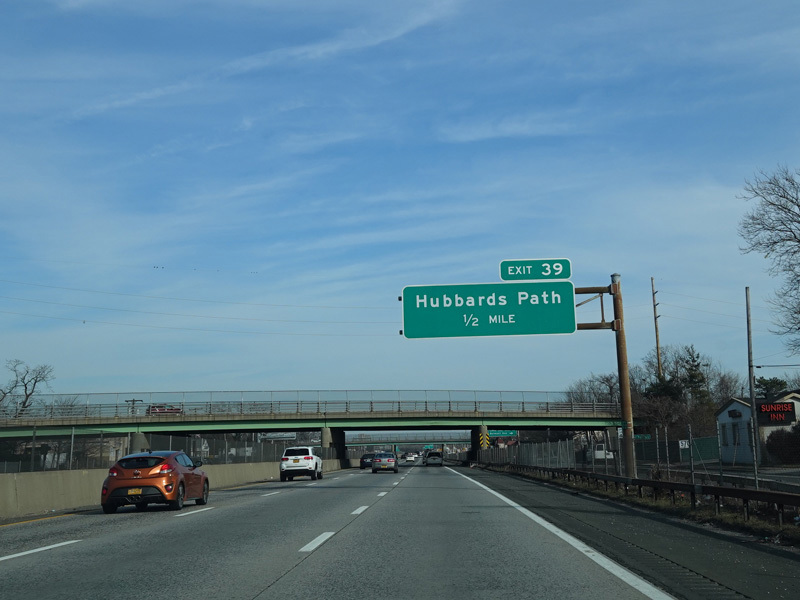 EXIT 39
Hubbards Path
1/2 MILE
SUNRISE
INN